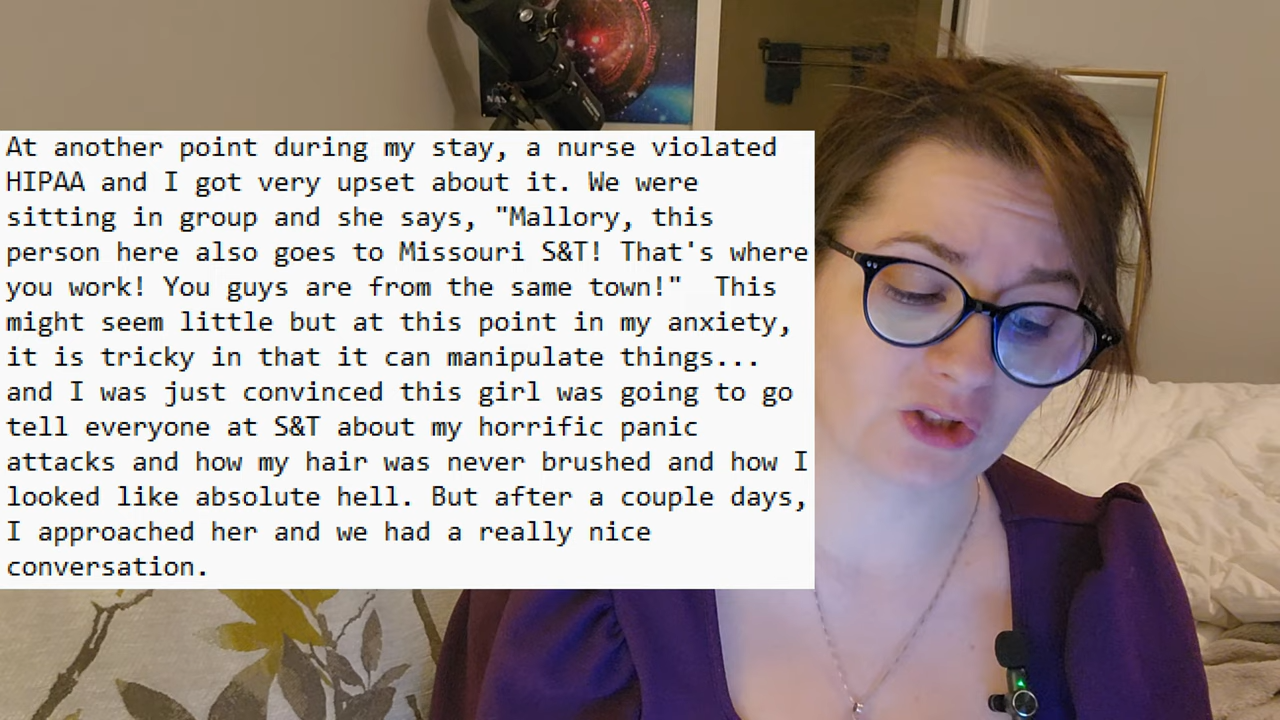 NAS
At another point during my stay, a nurse violated
HIPAA and I got very upset about it. We were
sitting in group and she says, "Mallory, this
person here also goes to Missouri S&T! That's where
you work! You guys are from the same town!"  This
might seem little but at this point in my anxiety,
it is tricky in that it can manipulate things...
and I was just convinced this girl was going to go
tell everyone at S&T about my horrific panic
attacks and how my hair was never brushed and how I
looked like absolute hell. But after a couple days,
I approached her and we had a really nice
conversation.